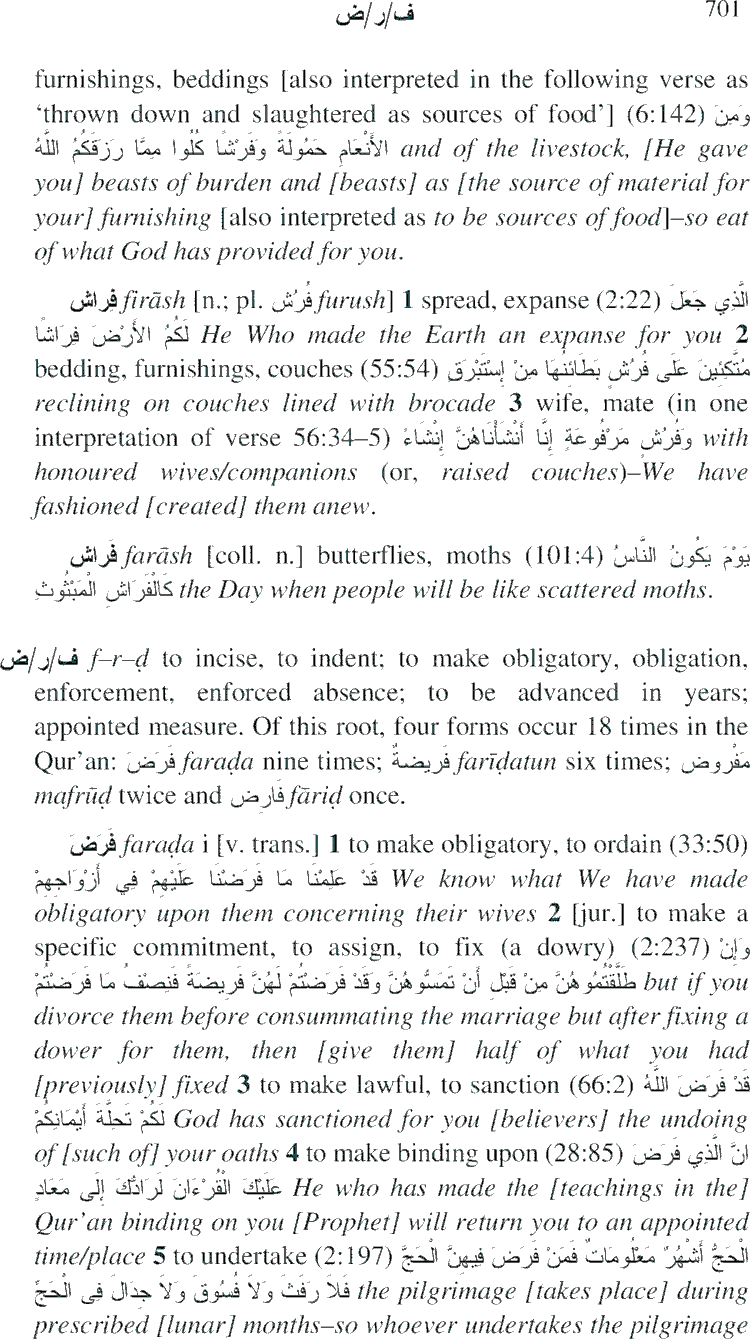 ف/ر/ض 701
furnishings, beddings [also interpreted in the following verse as
‘thrown down and slaughtered as sources of food’] (6:142) وَمِنَ
الأَنْعَامِ حَمُولَةً وَفَرْشًا كُلُوا مِمَّا رَزَقَكُمُ اللَّهُ and of the livestock, [He gave
you] beasts of burden and [beasts] as [the source of material for
your] furnishing [also interpreted as to be sources of food]–so eat
of what God has provided for you.
فِراش firāsh [n.; pl. فُرُش furush] 1 spread, expanse (2:22) الَّذِي جَعَلَ
لَكُمُ الأَرْضَ فِرَاشًا He Who made the Earth an expanse for you 2
bedding, furnishings, couches (55:54) مُتَّكِئِينَ عَلَى فُرُشٍ بَطَائِنُهَا مِنْ إِسْتَبْرَقٍ
reclining on couches lined with brocade 3 wife, mate (in one
interpretation of verse 56:34–5) وَفُرُشٍ مَرْفُوعَةٍ إِنَّا أَنْشَأْنَاهُنَّ إِنْشَاءً with
honoured wives/companions (or, raised couches)–We have
fashioned [created] them anew.
فَراش farāsh [coll. n.] butterflies, moths (101:4) يَوْمَ يَكُونُ النَّاسُ
كَالْفَرَاشِ الْمَبْثُوثِ the Day when people will be like scattered moths.
ف/ر/ض f–r–ḍ to incise, to indent; to make obligatory, obligation,
enforcement, enforced absence; to be advanced in years;
appointed measure. Of this root, four forms occur 18 times in the
Qur’an: فَرَضَ faraḍa nine times; فَرِيضةٌ farīḍatun six times; مَفْروض
mafrūḍ twice and فَارِض fāriḍ once.
فَرَضَ faraḍa i [v. trans.] 1 to make obligatory, to ordain (33:50)
قَدْ عَلِمْنَا مَا فَرَضْنا عَلَيْهِمْ فِي أَزْوَاجِهِمْ We know what We have made
obligatory upon them concerning their wives 2 [jur.] to make a
specific commitment, to assign, to fix (a dowry) (2:237) وَإِنْ
طَلَّقْتُمُوهُنَّ مِنْ قَبْلِ أَنْ تَمَسُّوهُنَّ وَقَدْ فَرَضْتُمْ لَهُنَّ فَرِيضَةً فَنِصْفُ مَا فَرَضْتُمْ but if you
divorce them before consummating the marriage but after fixing a
dower for them, then [give them] half of what you had
[previously] fixed 3 to make lawful, to sanction (66:2) قَدْ فَرَضَ اللَّهُ
لَكُمْ تَحِلَّةَ أَيْمَانِكُمْ God has sanctioned for you [believers] the undoing
of [such of] your oaths 4 to make binding upon (28:85) انَّ الَّذِي فَرَضَ
عَلَيْكَ الْقُرْءَانَ لَرَادُّكَ إِلَى مَعَادٍ He who has made the [teachings in the]
Qur’an binding on you [Prophet] will return you to an appointed
time/place 5 to undertake (2:197) الْحَجُّ أَشْهُرٌ مَعْلُومَاتٌ فَمَنْ فَرَضَ فِيهِنَّ الْحَجَّ
فَلاَ رَفَثَ وَلاَ فُسُوقَ وَلاَ جِدَالَ فِى الْحَجِّ the pilgrimage [takes place] during
prescribed [lunar] months–so whoever undertakes the pilgrimage